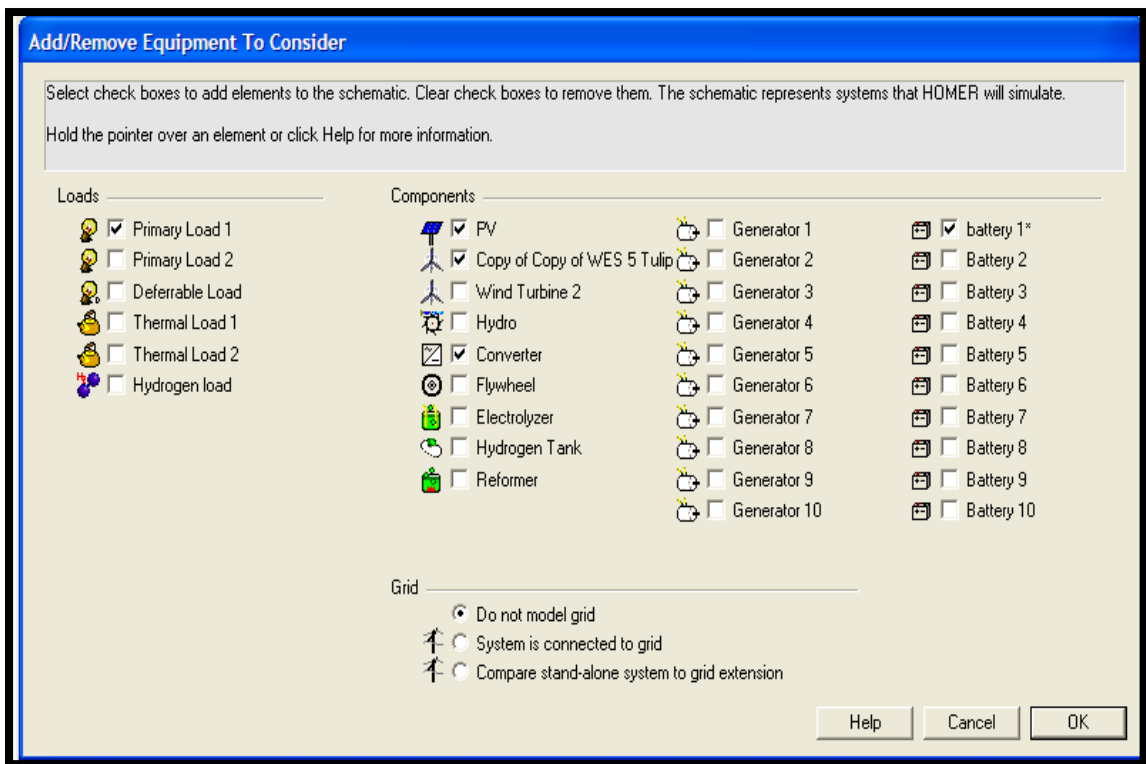 Add/Remove Equipment To Consider
Select check boxes to add elements to the schematic. Clear check boxes to remove them. The schematic represents systems that HOMER will simulate.
Hold the pointer over an element or click Help for more information.
Loads
Primary Load 1
Primary Load 2
Deferrable Load
Thermal Load 1
Thermal Load 2
Hydrogen load
Components
PV
Copy of Copy of WES 5 Tulip
Wind Turbine 2
Hydro
Converter
Flywheel
Electrolyzer
Hydrogen Tank
Reformer
Generator 1
Generator 2
Generator 3
Generator 4
Generator 5
Generator 6
Generator 7
Generator 8
Generator 9
Generator 10
battery 1*
Battery 2
Battery 3
Battery 4
Battery 5
Battery 6
Battery 7
Battery 8
Battery 9
Battery 10
Grid
Do not model grid
System is connected to grid
Compare stand-alone system to grid extension
Help
Cancel
OK